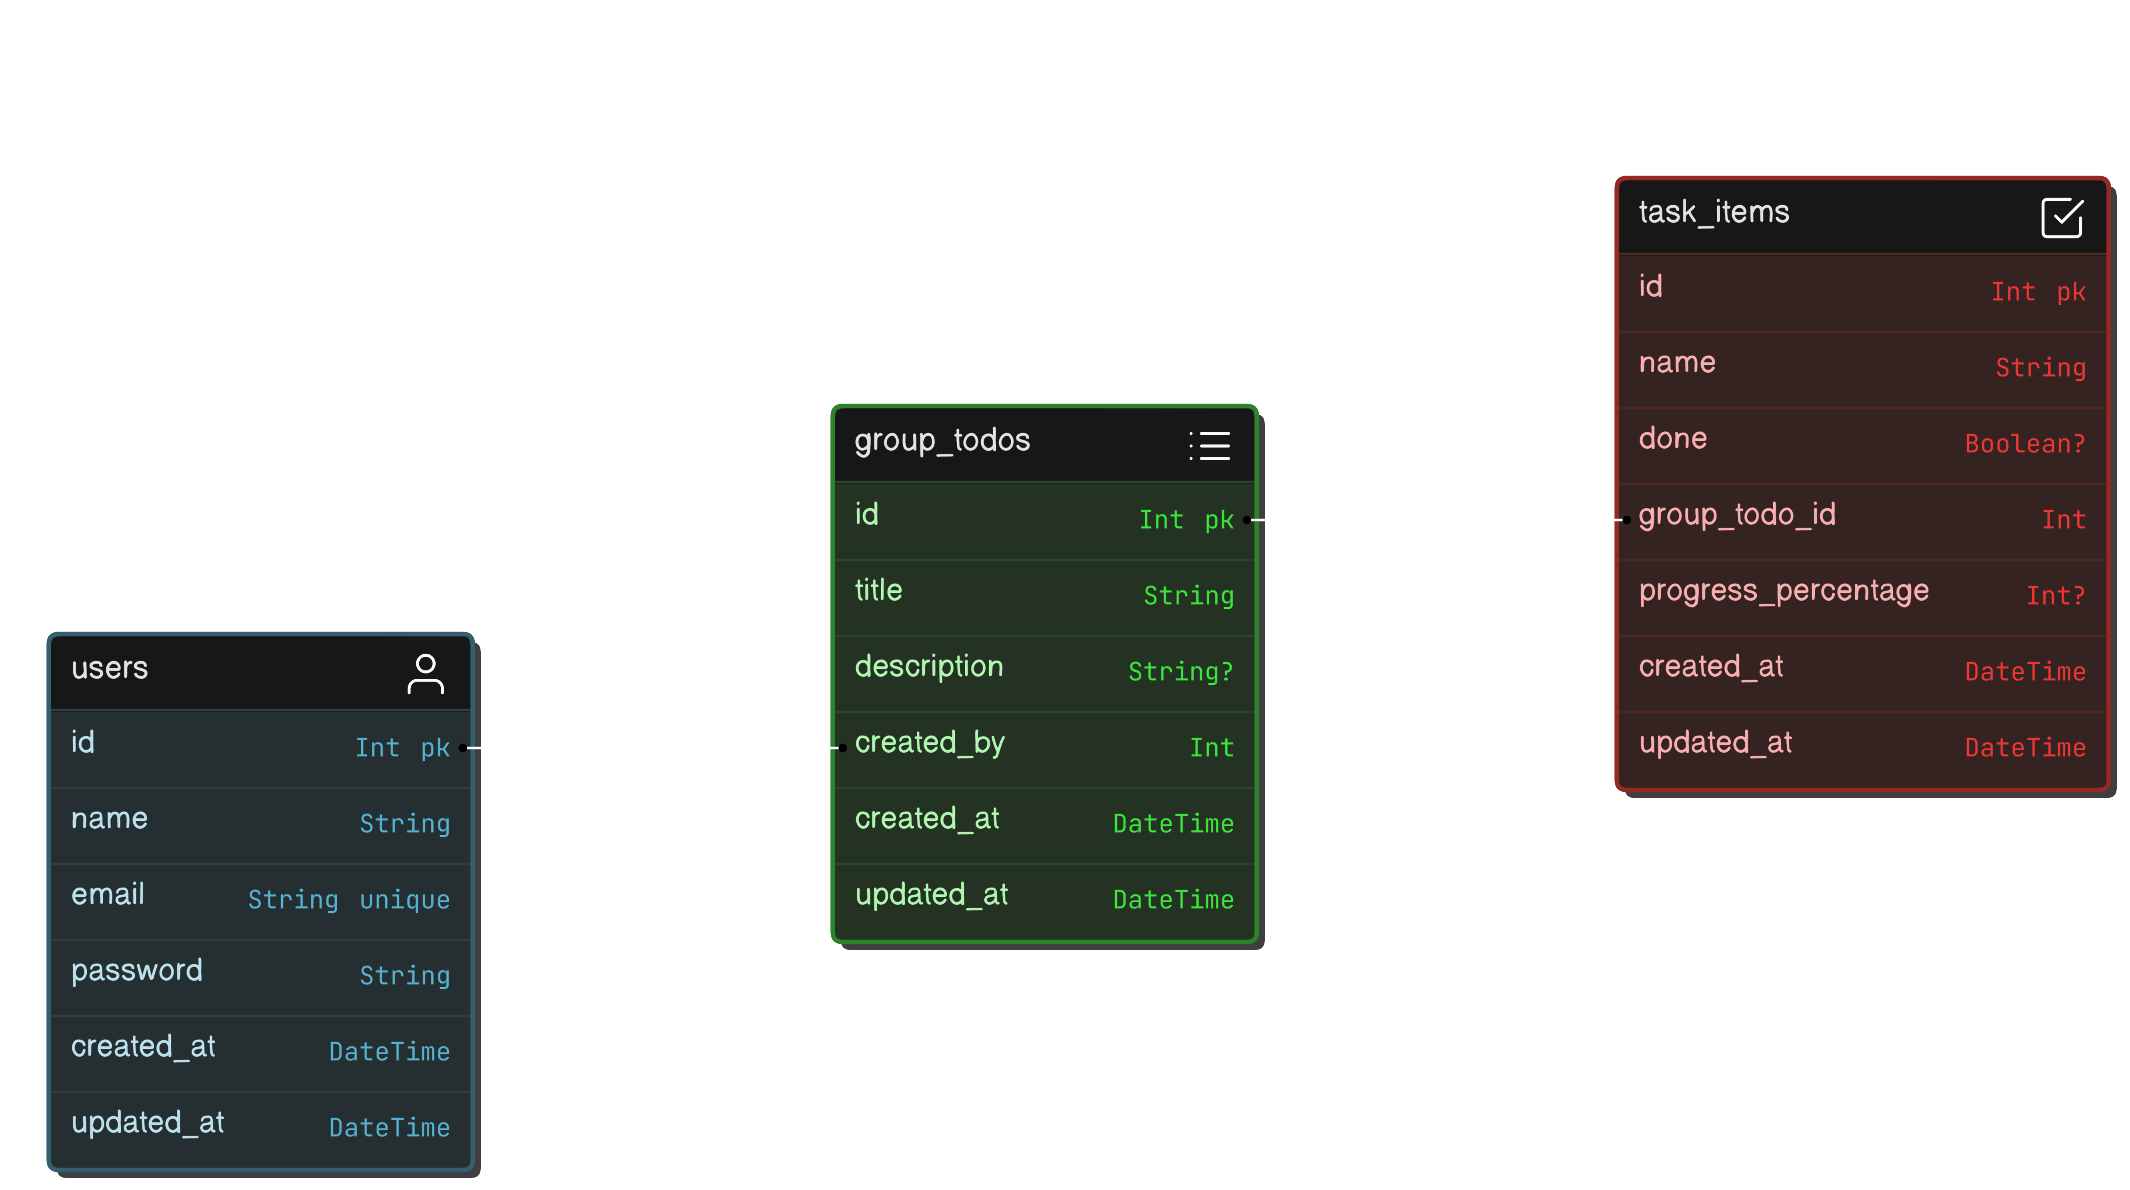 users
id Int pk
name String
email String unique
password String
created_at DateTime
updated_at DateTime
group_todos
id Int pk
title String
description String?
created_by Int
created_at DateTime
updated_at DateTime
task_items
id Int pk
name String
done Boolean?
group_todo_id Int
progress_percentage Int?
created_at DateTime
updated_at DateTime